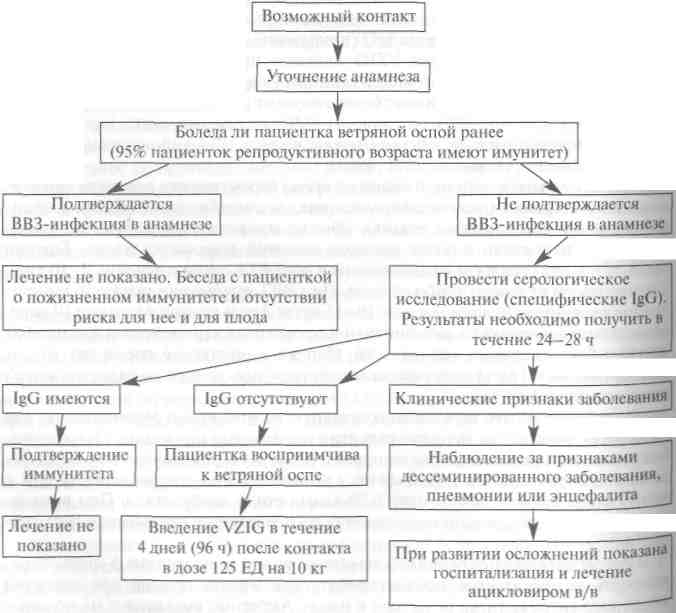 Возможный контакт
Уточнение анамнеза
Болела ли пациентка ветряной оспой ранее
(95% пациенток репродуктивного возраста имеют имунитет)
Подтверждается
ВВЗ-инфекция в анамнезе
Не подтверждается
ВВЗ-инфекция в анамнезе
Лечение не показано. Беседа с пациенткой
о пожизненном иммунитете и отсутствии
риска для нее и для плода
Провести серологическое
исследование (специфические IgG).
Результаты необходимо получить в
течение 24–28 ч
IgG имеются
IgG отсутствуют
Клинические признаки заболевания
Подтверждение
иммунитета
Пациентка восприимчива
к ветряной оспе
Наблюдение за признаками
дессеминированного заболевания,
пневмонии или энцефалита
Лечение не
показано
Введение VZIG в течение
4 дней (96 ч) после контакта
в дозе 125 ЕД на 10 кг
При развитии осложнений показана
госпитализация и лечение
ацикловиром в/в